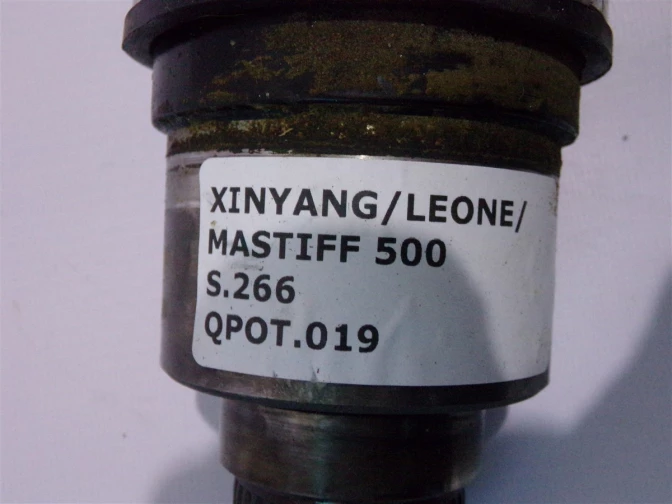 XINYANG/LEONE/
MASTIFF 500
S.266
QPOT.019